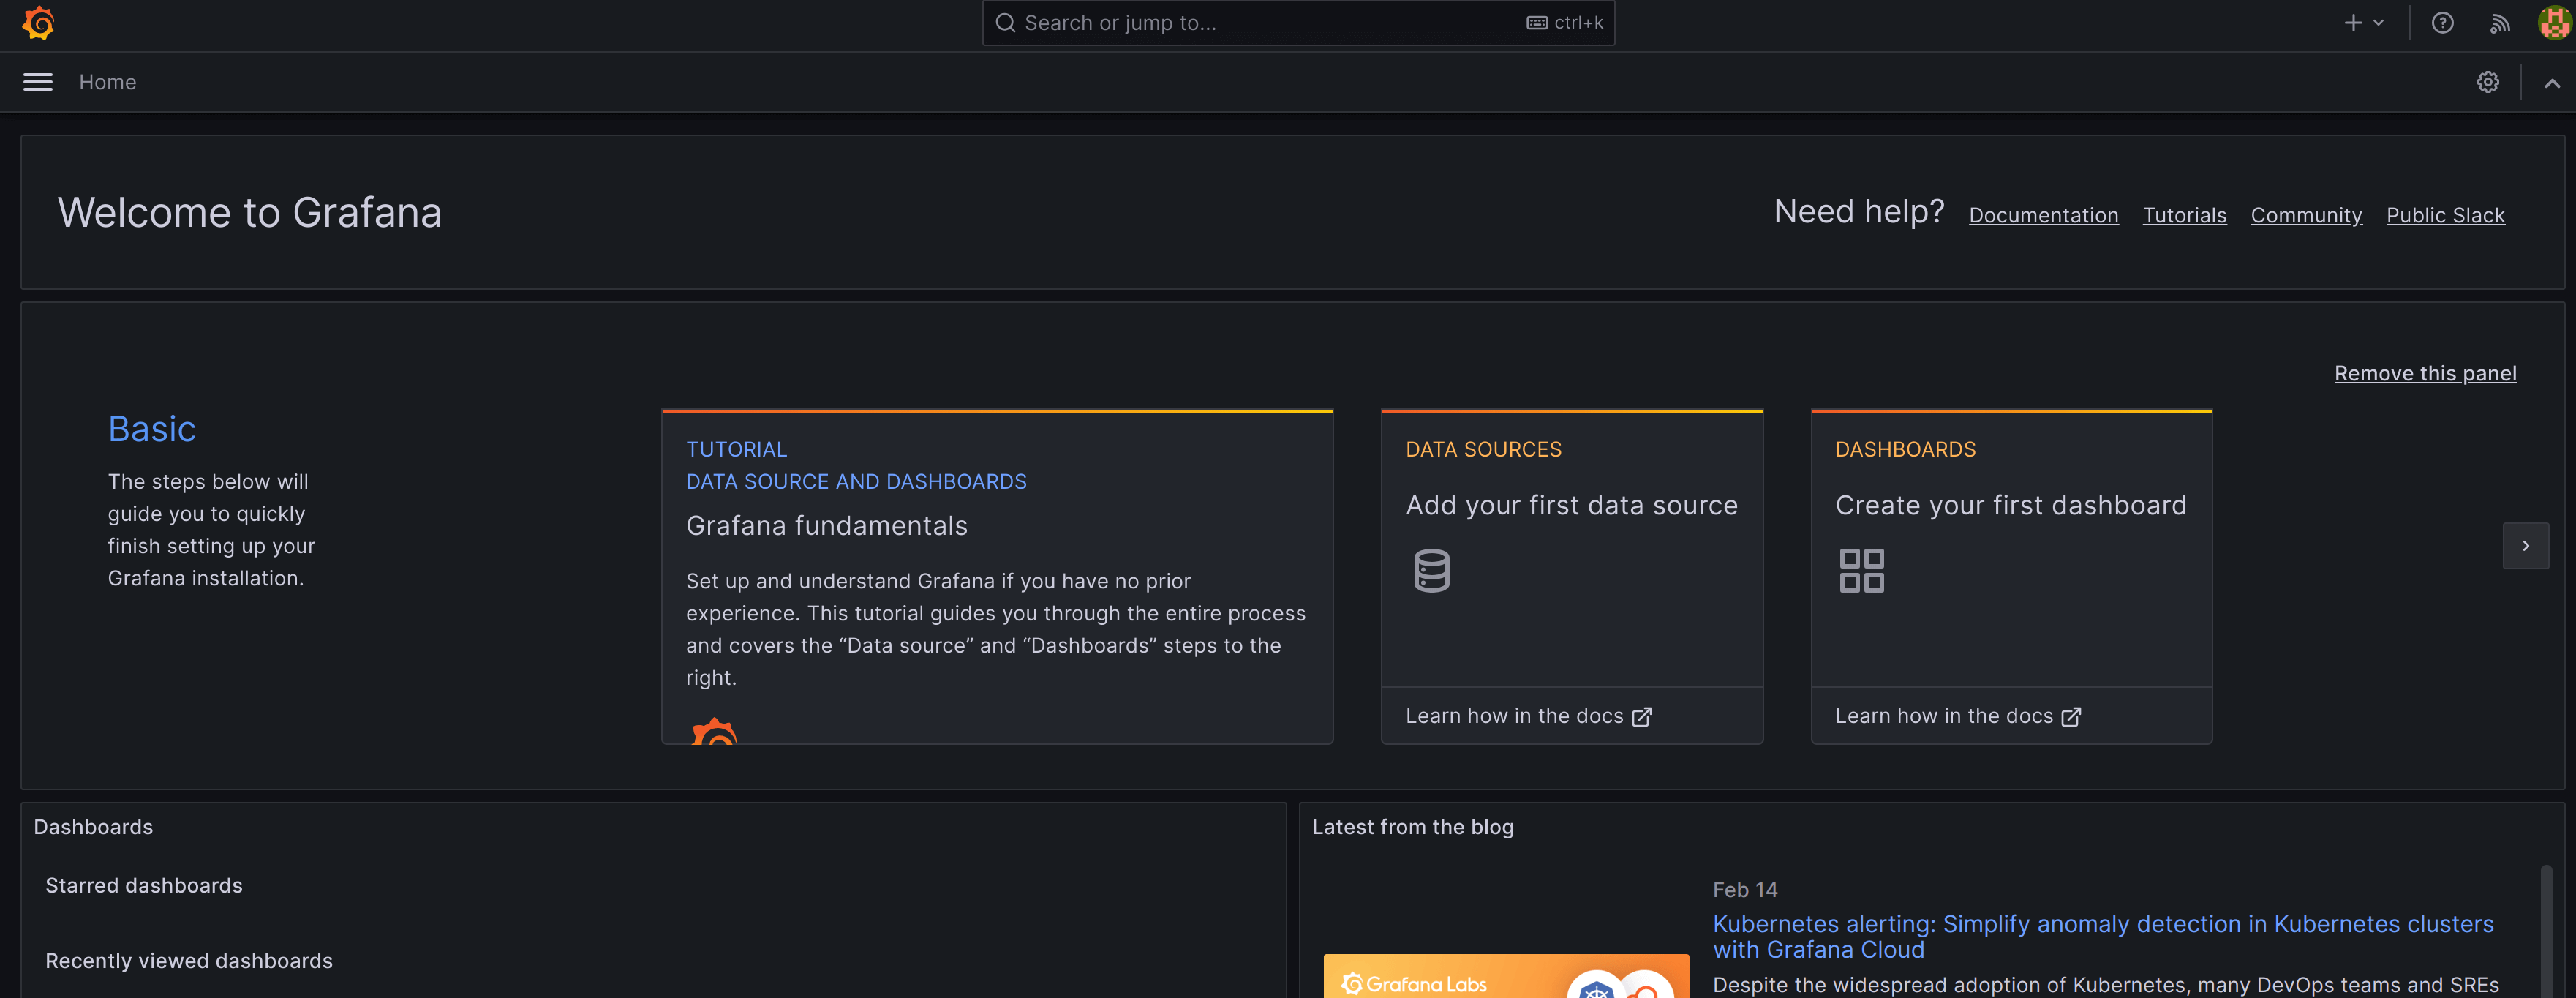 Search or jump to...
ctrl+k
Home
Welcome to Grafana
Need help?
Documentation
Tutorials
Community
Public Slack
Remove this panel
Basic
The steps below will
guide you to quickly
finish setting up your
Grafana installation.
TUTORIAL
DATA SOURCE AND DASHBOARDS
Grafana fundamentals
Set up and understand Grafana if you have no prior
experience. This tutorial guides you through the entire process
and covers the “Data source” and “Dashboards” steps to the
right.
DATA SOURCES
Add your first data source
Learn how in the docs
DASHBOARDS
Create your first dashboard
Learn how in the docs
Dashboards
Starred dashboards
Recently viewed dashboards
Latest from the blog
Feb 14
Kubernetes alerting: Simplify anomaly detection in Kubernetes clusters
with Grafana Cloud
Despite the widespread adoption of Kubernetes, many DevOps teams and SREs
Grafana Labs